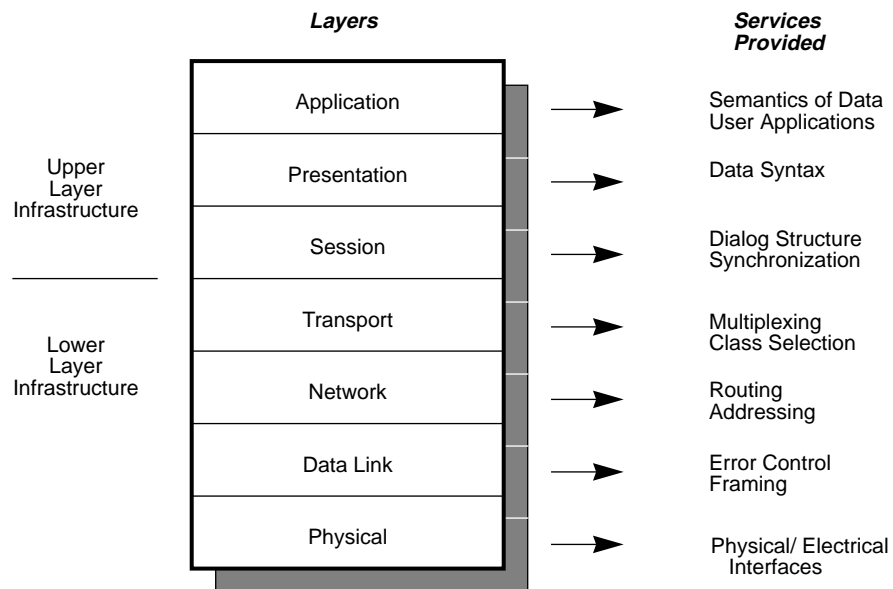 Layers
Services
Provided
Application
Semantics of Data
User Applications
Upper
Layer
Infrastructure
Presentation
Data Syntax
Session
Dialog Structure
Synchronization
Transport
Multiplexing
Class Selection
Lower
Layer
Infrastructure
Network
Routing
Addressing
Data Link
Error Control
Framing
Physical
Physical/ Electrical
Interfaces